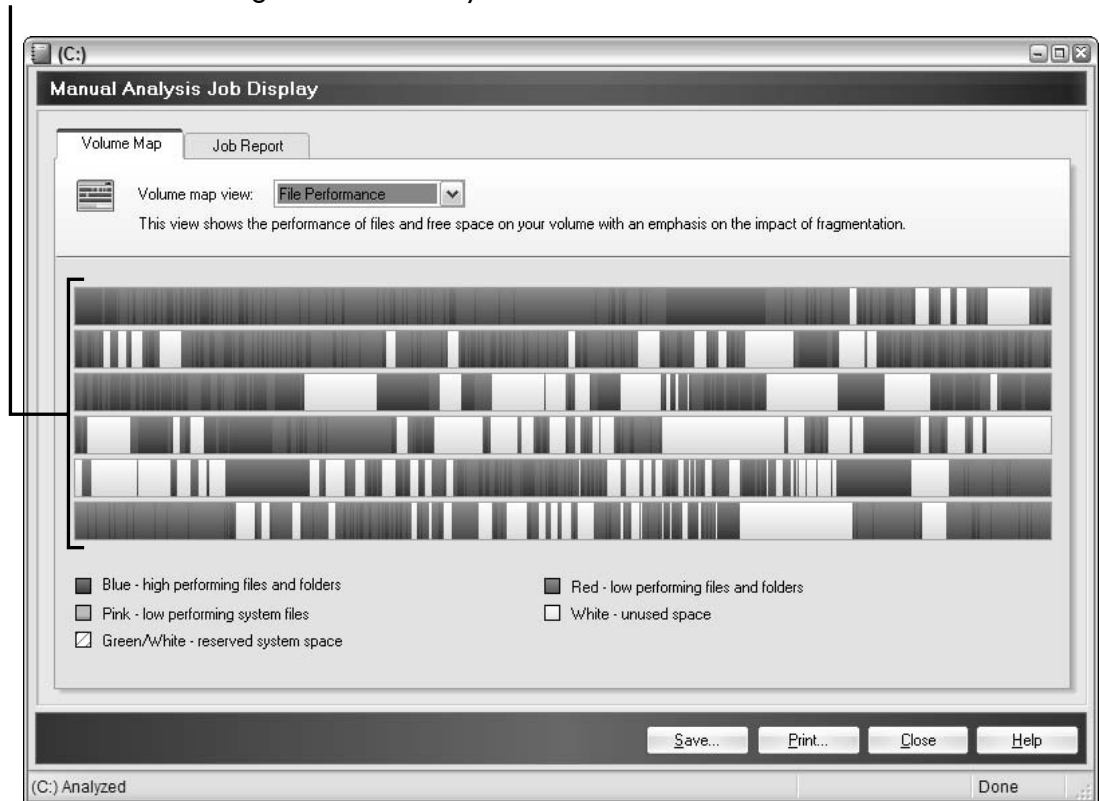 (C:)
Manual Analysis Job Display
Volume Map Job Report
Volume map view: File Performance
This view shows the performance of files and free space on your volume with an emphasis on the impact of fragmentation.
Blue - high performing files and folders Red - low performing files and folders
Pink - low performing system files White - unused space
Green/White - reserved system space
Save... Print... Close Help
(C:) Analyzed Done